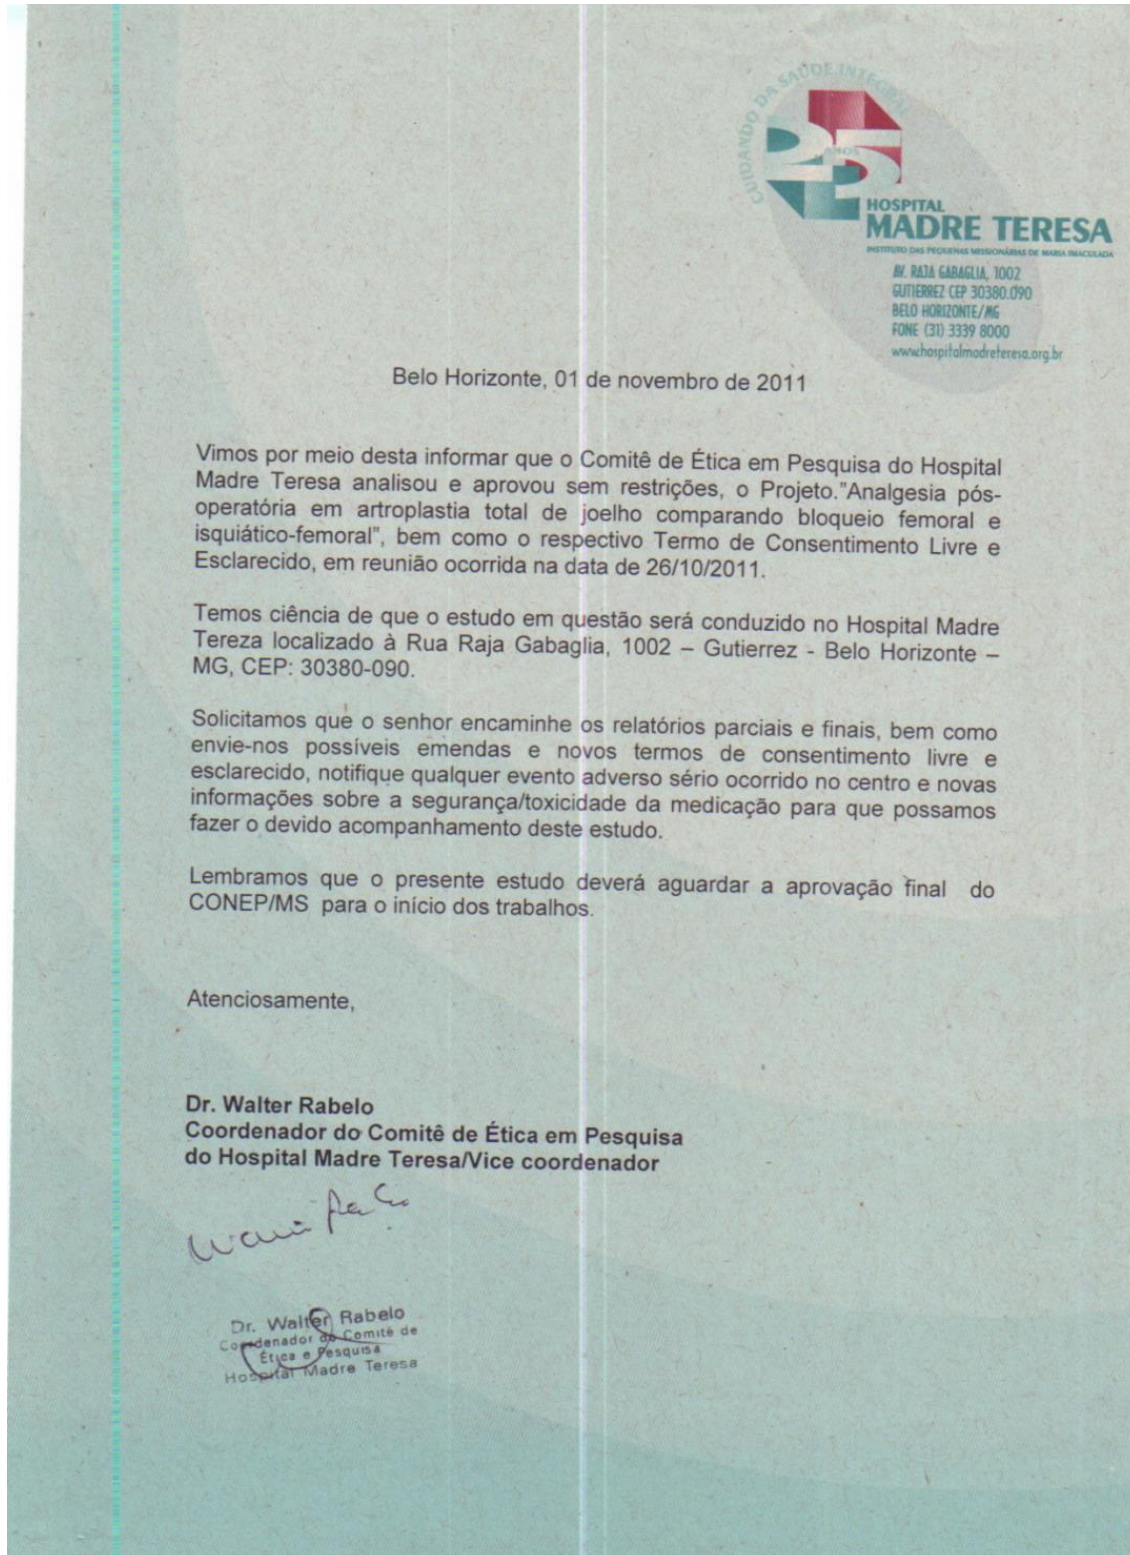 CUIDANDO DA SAÚDE INTEGRAL
25
ANOS
HOSPITAL
MADRE TERESA
INSTITUTO DAS PEQUENAS MISSIONÁRIAS DE MARIA IMACULADA
AV. RAJA GABAGLIA, 1002
GUTIERREZ CEP 30380.090
BELO HORIZONTE/MG
FONE (31) 3339 8000
www.hospitalmadreteresa.org.br
Belo Horizonte, 01 de novembro de 2011
Vimos por meio desta informar que o Comitê de Ética em Pesquisa do Hospital
Madre Teresa analisou e aprovou sem restrições, o Projeto."Analgesia pós-
operatória em artroplastia total de joelho comparando bloqueio femoral e
isquiático-femoral", bem como o respectivo Termo de Consentimento Livre e
Esclarecido, em reunião ocorrida na data de 26/10/2011.
Temos ciência de que o estudo em questão será conduzido no Hospital Madre
Tereza localizado à Rua Raja Gabaglia, 1002 – Gutierrez - Belo Horizonte –
MG, CEP: 30380-090.
Solicitamos que o senhor encaminhe os relatórios parciais e finais, bem como
envie-nos possíveis emendas e novos termos de consentimento livre e
esclarecido, notifique qualquer evento adverso sério ocorrido no centro e novas
informações sobre a segurança/toxicidade da medicação para que possamos
fazer o devido acompanhamento deste estudo.
Lembramos que o presente estudo deverá aguardar a aprovação final do
CONEP/MS para o início dos trabalhos.
Atenciosamente,
Dr. Walter Rabelo
Coordenador do Comitê de Ética em Pesquisa
do Hospital Madre Teresa/Vice coordenador
Dr. Walter Rabelo
Coordenador do Comitê de
Ética e Pesquisa
Hospital Madre Teresa